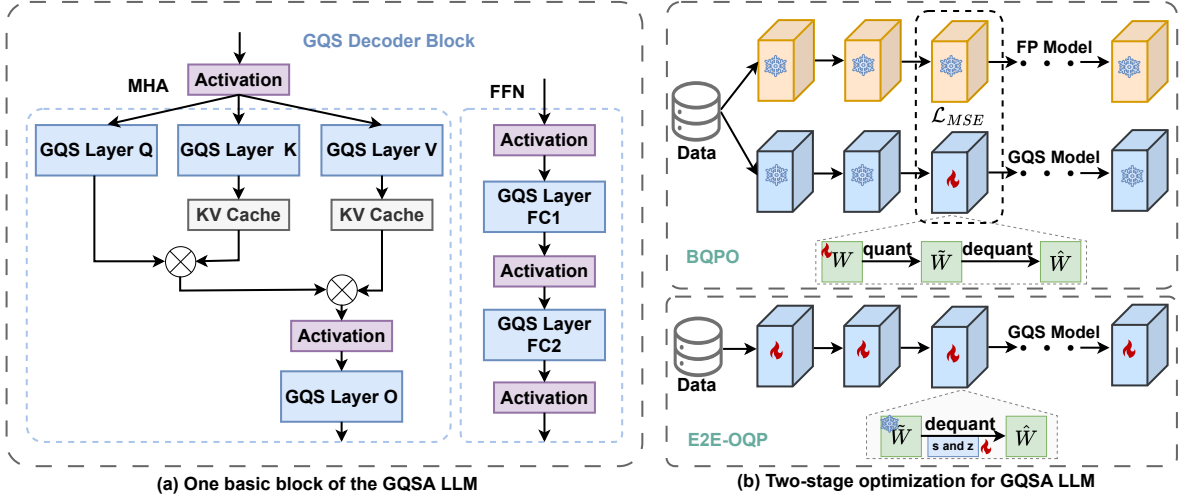 GQS Decoder Block
MHA
Activation
GQS Layer Q
GQS Layer K
GQS Layer V
KV Cache
KV Cache
Activation
GQS Layer O
FFN
Activation
GQS Layer
FC1
Activation
GQS Layer
FC2
Activation
(a) One basic block of the GQSA LLM
Data
FP Model
• • •
$\mathcal{L}_{MSE}$
GQS Model
• • •
BQPO
W
quant
W̃
dequant
Ŵ
Data
GQS Model
• • •
E2E-OQP
W̃
dequant
s and z
Ŵ
(b) Two-stage optimization for GQSA LLM